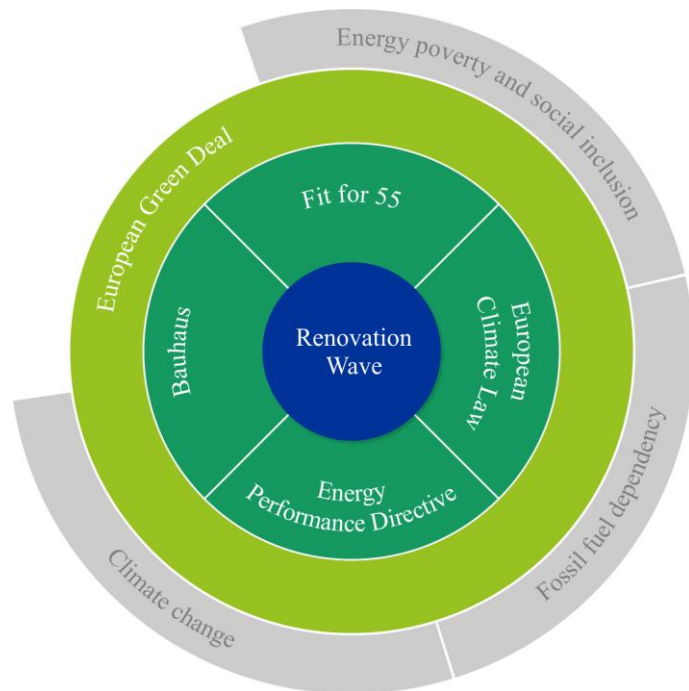 Energy poverty and social inclusion
European Green Deal
Fit for 55
Bauhaus
Renovation
Wave
European
Climate Law
Energy
Performance Directive
Fossil fuel dependency
Climate change